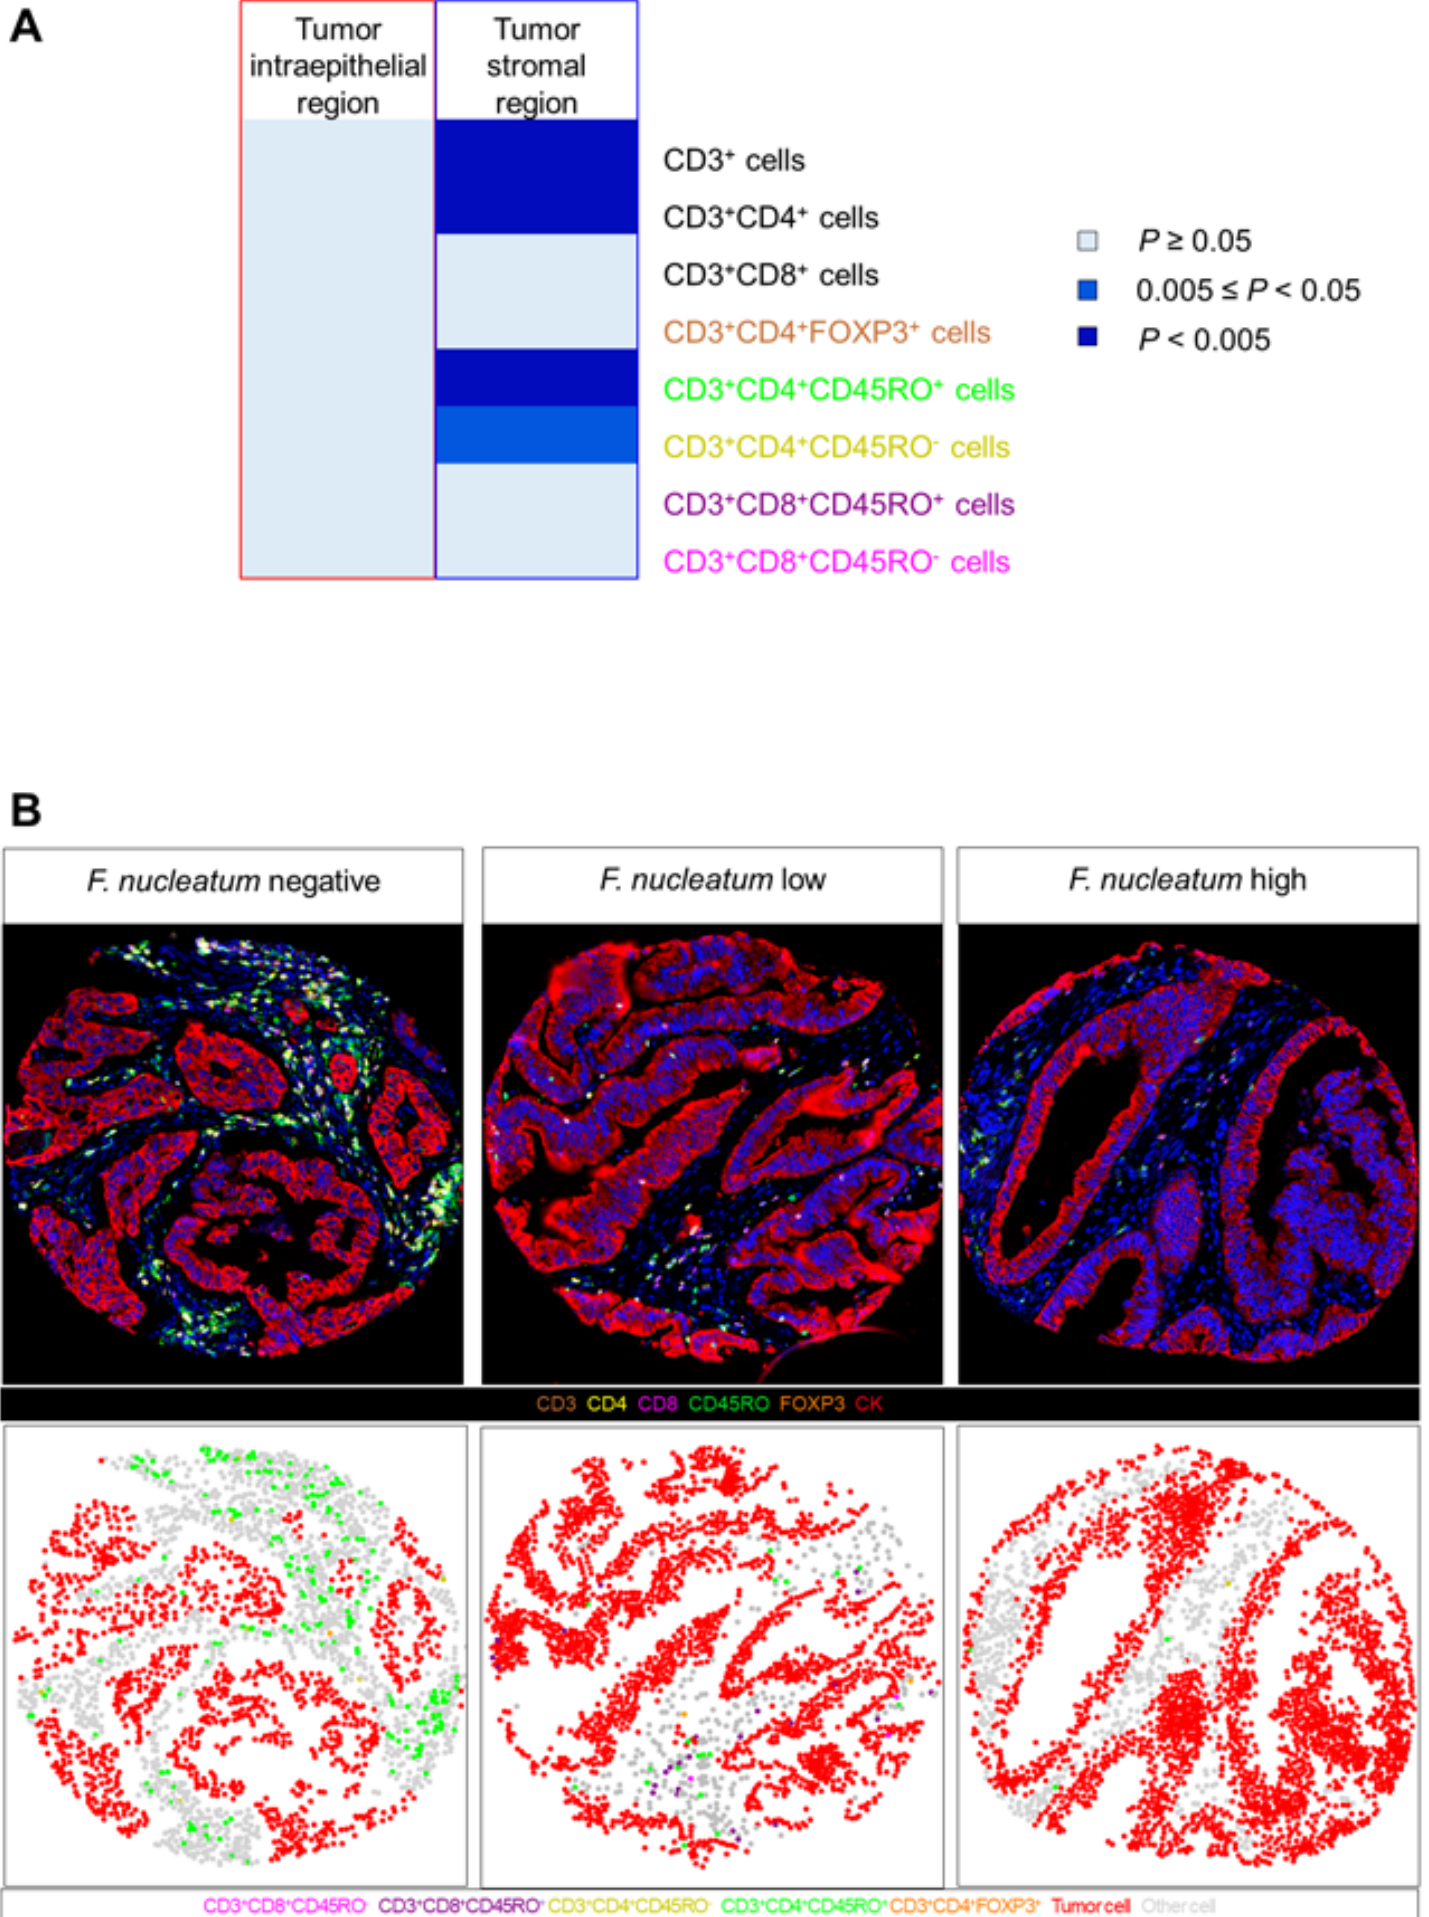 A
Tumor
intraepithelial
region
Tumor
stromal
region
CD3⁺ cells
CD3⁺CD4⁺ cells
CD3⁺CD8⁺ cells
CD3⁺CD4⁺FOXP3⁺ cells
CD3⁺CD4⁺CD45RO⁺ cells
CD3⁺CD4⁺CD45RO⁻ cells
CD3⁺CD8⁺CD45RO⁺ cells
CD3⁺CD8⁺CD45RO⁻ cells
P ≥ 0.05
0.005 ≤ P < 0.05
P < 0.005
B
F. nucleatum negative
F. nucleatum low
F. nucleatum high
CD3 CD4 CD8 CD45RO FOXP3 CK
CD3⁺CD8⁺CD45RO⁻ CD3⁺CD8⁺CD45RO⁺ CD3⁺CD4⁺CD45RO⁻ CD3⁺CD4⁺CD45RO⁺ CD3⁺CD4⁺FOXP3⁺ Tumor cell Other cell